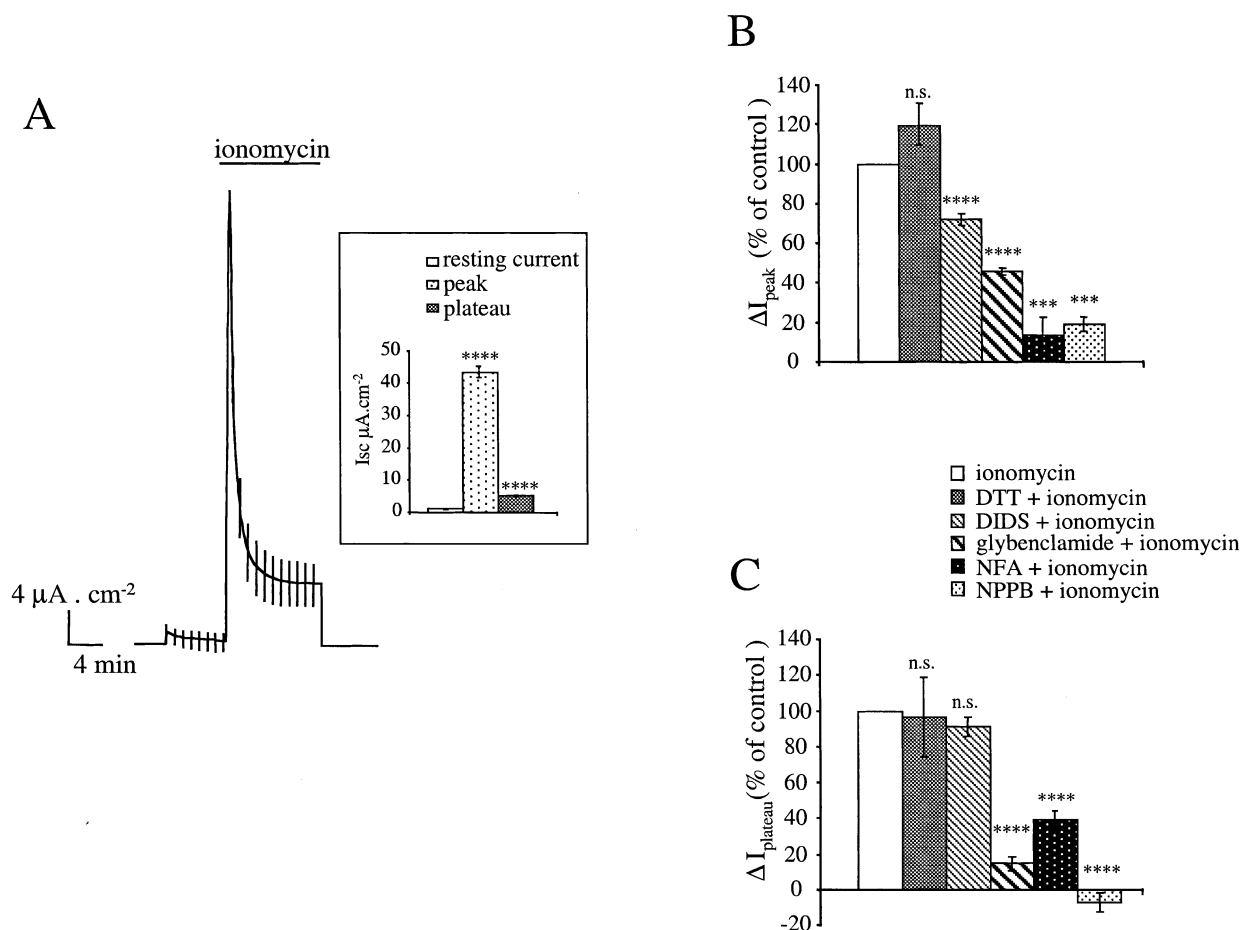 A
ionomycin
resting current
peak
plateau
Isc µA.cm-2
50
40
30
20
10
0
****
****
4 µA . cm-2
4 min
B
ΔIpeak (% of control )
140
120
100
80
60
40
20
0
n.s.
****
****
***
***
ionomycin
DTT + ionomycin
DIDS + ionomycin
glybenclamide + ionomycin
NFA + ionomycin
NPPB + ionomycin
C
Δ Iplateau(% of control )
140
120
100
80
60
40
20
0
-20
n.s.
n.s.
****
****
****